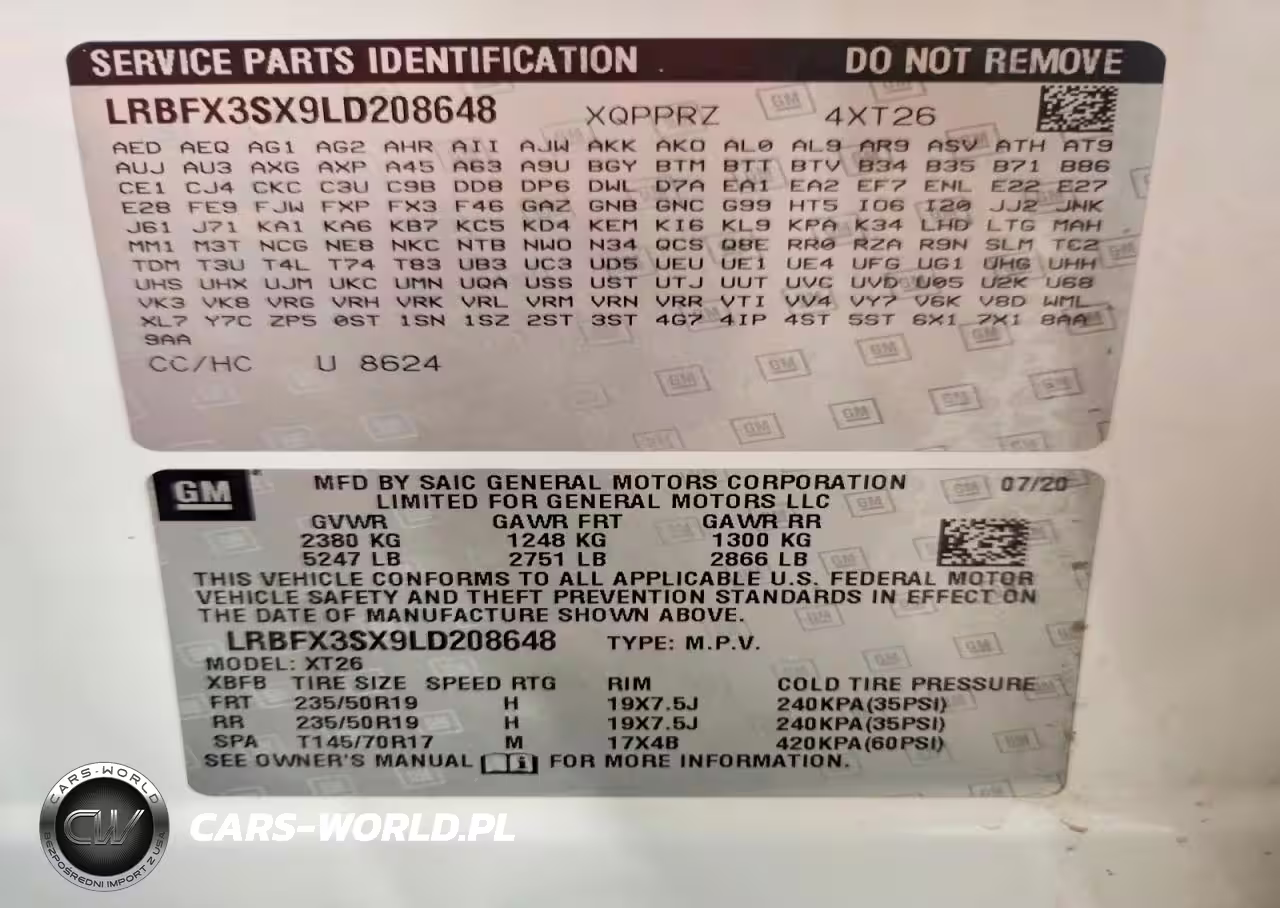 SERVICE PARTS IDENTIFICATION DO NOT REMOVE
LRBFX3SX9LD208648 XQPPRZ 4XT26
AED AEQ AG1 AG2 AHR AII AJW AKK AKO AL0 AL9 AR9 ASV ATH AT9
AUJ AU3 AXG AXP A45 A63 A9U BGY BTM BTT BTV B34 B35 B71 B86
CE1 CJ4 CKC C3U C9B DD8 DP6 DWL D7A EA1 EA2 EF7 ENL E22 E27
E28 FE9 FJW FXP FX3 F46 GAZ GNB GNC G99 HT5 IO6 I20 JJ2 JNK
J61 J71 KA1 KA6 KB7 KC5 KD4 KEM KI6 KL9 KPA K34 LHD LTG MAH
MM1 M3T NCG NE8 NKC NTB NWO N34 QCS Q8E RR0 RZA R9N SLM TC2
TDM T3U T4L T74 T83 UB3 UC3 UD5 UEU UE1 UE4 UFG UG1 UHG UHH
UHS UHX UJM UKC UMN UQA USS UST UTJ UUT UVC UVD U05 U2K U68
VK3 VK8 VRG VRH VRK VRL VRM VRN VRR VTI VV4 VY7 V6K V8D WML
XL7 Y7C ZP5 0ST 1SN 1SZ 2ST 3ST 4G7 4IP 4ST 5ST 6X1 7X1 8AA
9AA
CC/HC U 8624
GM
MFD BY SAIC GENERAL MOTORS CORPORATION 07/20
LIMITED FOR GENERAL MOTORS LLC
GVWR GAWR FRT GAWR RR
2380 KG 1248 KG 1300 KG
5247 LB 2751 LB 2866 LB
THIS VEHICLE CONFORMS TO ALL APPLICABLE U.S. FEDERAL MOTOR
VEHICLE SAFETY AND THEFT PREVENTION STANDARDS IN EFFECT ON
THE DATE OF MANUFACTURE SHOWN ABOVE.
LRBFX3SX9LD208648 TYPE: M.P.V.
MODEL: XT26
XBFB TIRE SIZE SPEED RTG RIM COLD TIRE PRESSURE
FRT 235/50R19 H 19X7.5J 240KPA(35PSI)
RR 235/50R19 H 19X7.5J 240KPA(35PSI)
SPA T145/70R17 M 17X4B 420KPA(60PSI)
SEE OWNER'S MANUAL FOR MORE INFORMATION.
CARS-WORLD
CW
BEZPOŚREDNI IMPORT Z USA
CARS-WORLD.PL